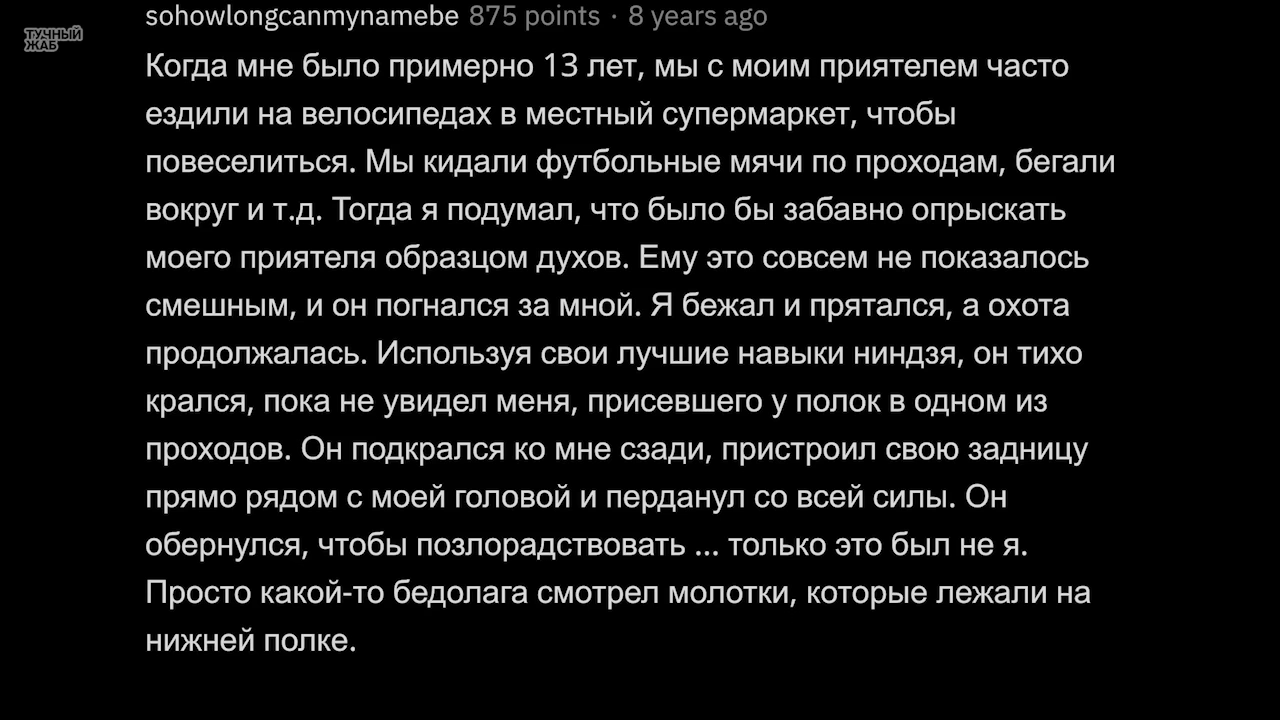 sohowlongcanmynamebe 875 points · 8 years ago
ТУЧНЫЙ
ЖАБ
Когда мне было примерно 13 лет, мы с моим приятелем часто
ездили на велосипедах в местный супермаркет, чтобы
повеселиться. Мы кидали футбольные мячи по проходам, бегали
вокруг и т.д. Тогда я подумал, что было бы забавно опрыскать
моего приятеля образцом духов. Ему это совсем не показалось
смешным, и он погнался за мной. Я бежал и прятался, а охота
продолжалась. Используя свои лучшие навыки ниндзя, он тихо
крался, пока не увидел меня, присевшего у полок в одном из
проходов. Он подкрался ко мне сзади, пристроил свою задницу
прямо рядом с моей головой и перданул со всей силы. Он
обернулся, чтобы позлорадствовать ... только это был не я.
Просто какой-то бедолага смотрел молотки, которые лежали на
нижней полке.